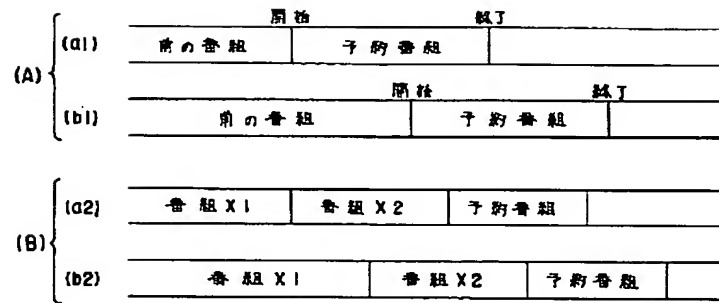 開始 終了
(a1) 前の番組 予約番組
(A)
開始 終了
(b1) 前の番組 予約番組
(a2) 番組X1 番組X2 予約番組
(B)
(b2) 番組X1 番組X2 予約番組